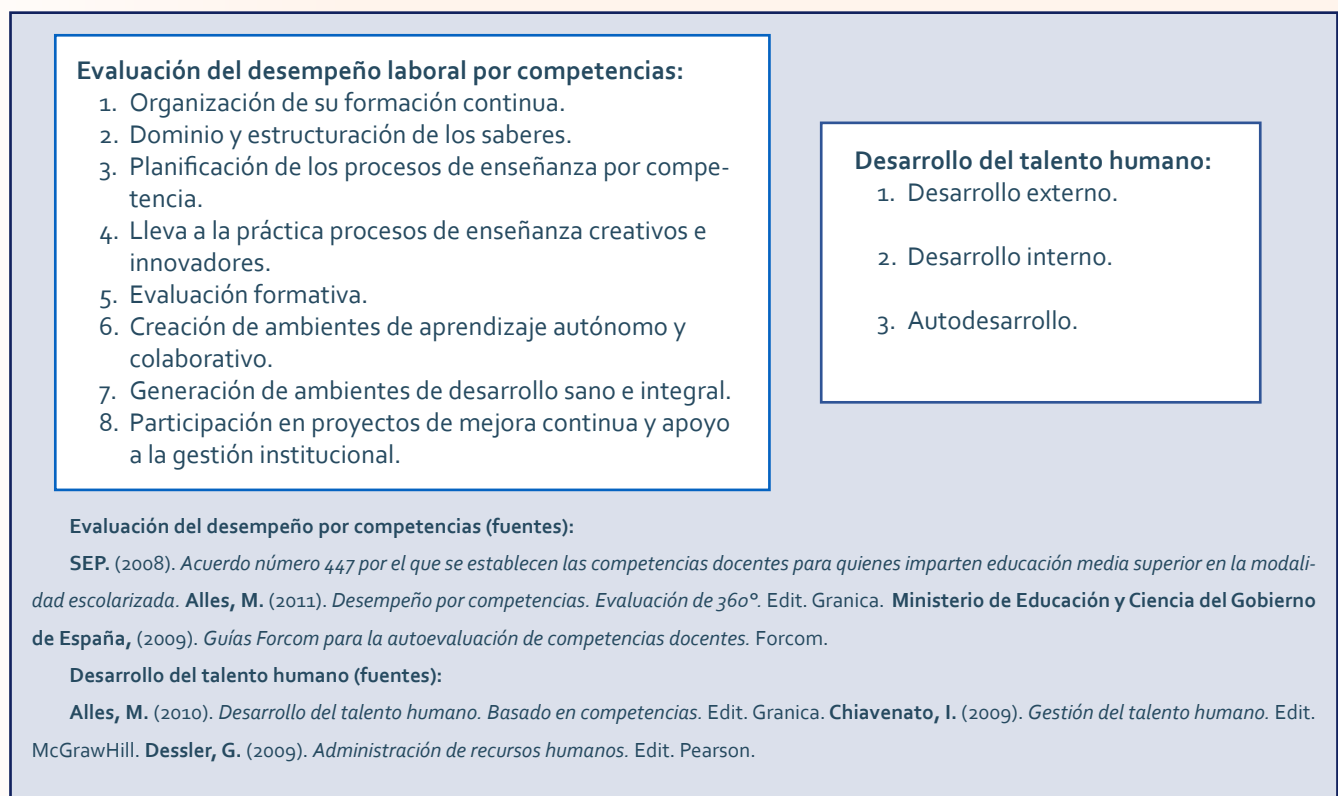 Evaluación del desempeño laboral por competencias:
1. Organización de su formación continua.
2. Dominio y estructuración de los saberes.
3. Planificación de los procesos de enseñanza por compe-
tencia.
4. Lleva a la práctica procesos de enseñanza creativos e
innovadores.
5. Evaluación formativa.
6. Creación de ambientes de aprendizaje autónomo y
colaborativo.
7. Generación de ambientes de desarrollo sano e integral.
8. Participación en proyectos de mejora continua y apoyo
a la gestión institucional.
Desarrollo del talento humano:
1. Desarrollo externo.
2. Desarrollo interno.
3. Autodesarrollo.
Evaluación del desempeño por competencias (fuentes):
SEP. (2008). Acuerdo número 447 por el que se establecen las competencias docentes para quienes imparten educación media superior en la modali-
dad escolarizada. Alles, M. (2011). Desempeño por competencias. Evaluación de 360°. Edit. Granica. Ministerio de Educación y Ciencia del Gobierno
de España, (2009). Guías Forcom para la autoevaluación de competencias docentes. Forcom.
Desarrollo del talento humano (fuentes):
Alles, M. (2010). Desarrollo del talento humano. Basado en competencias. Edit. Granica. Chiavenato, I. (2009). Gestión del talento humano. Edit.
McGrawHill. Dessler, G. (2009). Administración de recursos humanos. Edit. Pearson.